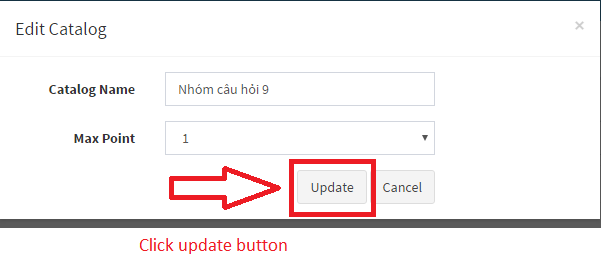 Edit Catalog ×
Catalog Name Nhóm câu hỏi 9
Max Point 1
Update Cancel
Click update button